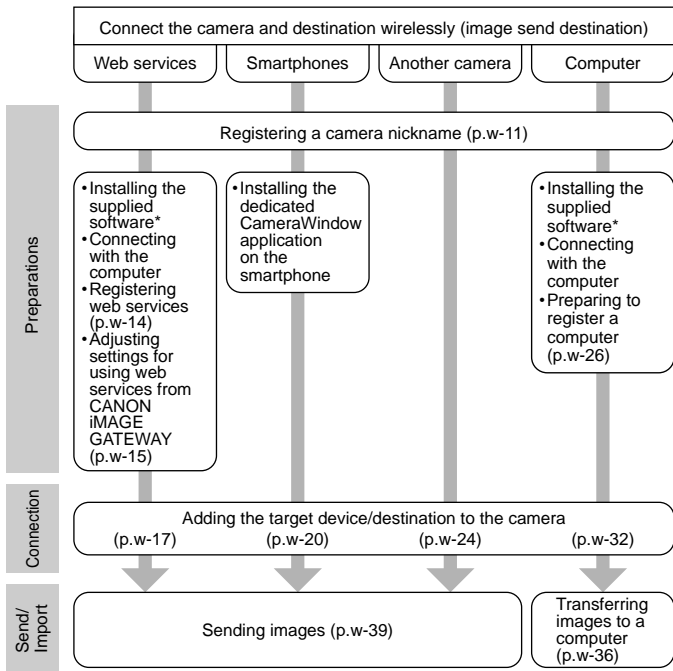 Connect the camera and destination wirelessly (image send destination)
Web services
Smartphones
Another camera
Computer
Preparations
Registering a camera nickname (p.w-11)
•Installing the
supplied
software*
•Connecting
with the
computer
•Registering
web services
(p.w-14)
•Adjusting
settings for
using web
services from
CANON
iMAGE
GATEWAY
(p.w-15)
•Installing the
dedicated
CameraWindow
application
on the
smartphone
•Installing the
supplied
software*
•Connecting
with the
computer
•Preparing to
register a
computer
(p.w-26)
Connection
Adding the target device/destination to the camera
(p.w-17) (p.w-20) (p.w-24) (p.w-32)
Send/
Import
Sending images (p.w-39)
Transferring
images to a
computer
(p.w-36)